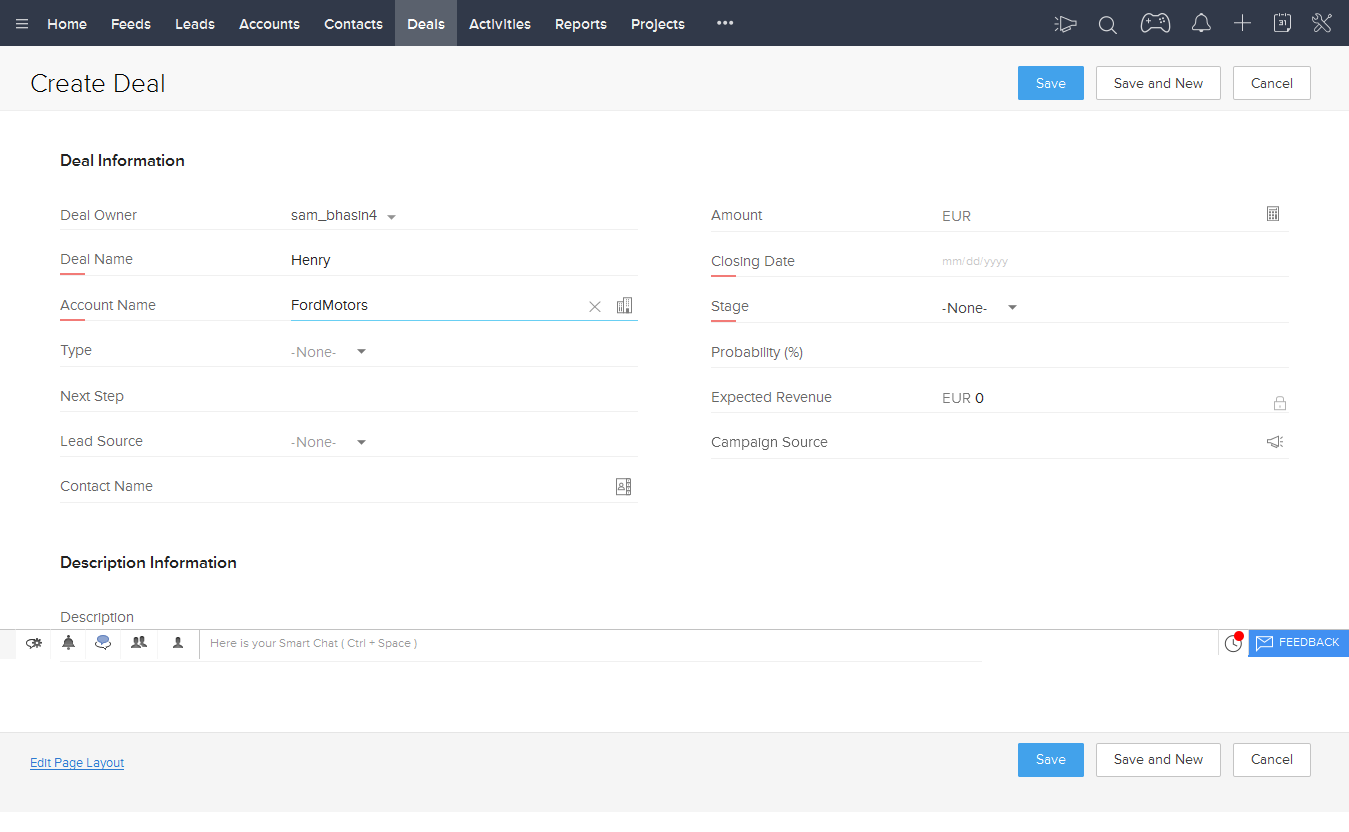 Home Feeds Leads Accounts Contacts Deals Activities Reports Projects •••
31
Create Deal
Save Save and New Cancel
Deal Information
Deal Owner sam_bhasin4
Amount EUR
Deal Name Henry
Closing Date mm/dd/yyyy
Account Name FordMotors
Stage -None-
Type -None-
Probability (%)
Next Step
Expected Revenue EUR 0
Lead Source -None-
Campaign Source
Contact Name
Description Information
Description
Here is your Smart Chat ( Ctrl + Space )
FEEDBACK
Edit Page Layout
Save Save and New Cancel